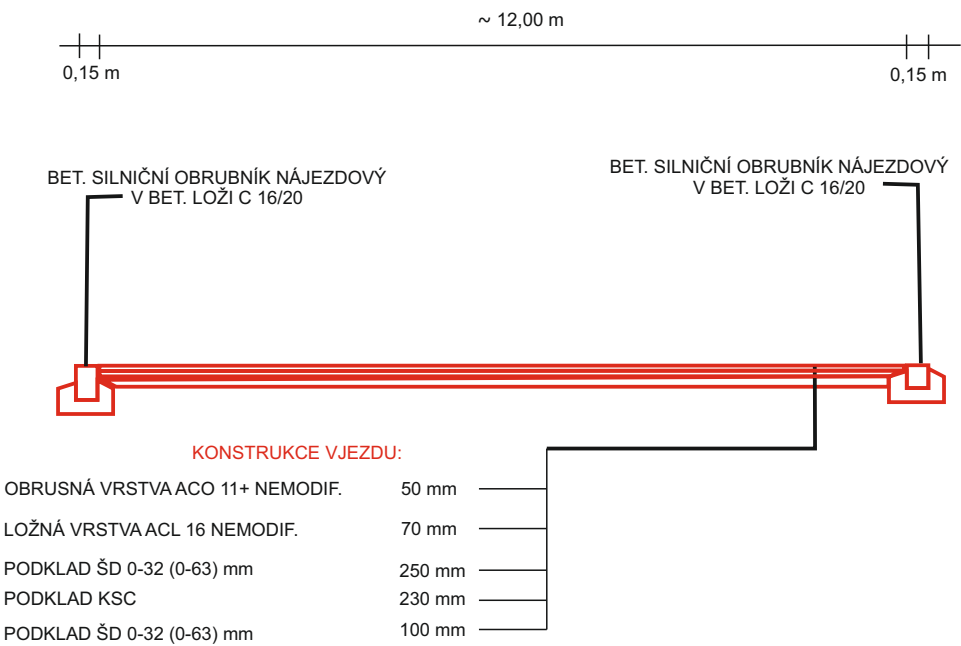 ~ 12,00 m
0,15 m
0,15 m
BET. SILNIČNÍ OBRUBNÍK NÁJEZDOVÝ
V BET. LOŽI C 16/20
BET. SILNIČNÍ OBRUBNÍK NÁJEZDOVÝ
V BET. LOŽI C 16/20
KONSTRUKCE VJEZDU:
OBRUSNÁ VRSTVA ACO 11+ NEMODIF. 50 mm
LOŽNÁ VRSTVA ACL 16 NEMODIF. 70 mm
PODKLAD ŠD 0-32 (0-63) mm 250 mm
PODKLAD KSC 230 mm
PODKLAD ŠD 0-32 (0-63) mm 100 mm